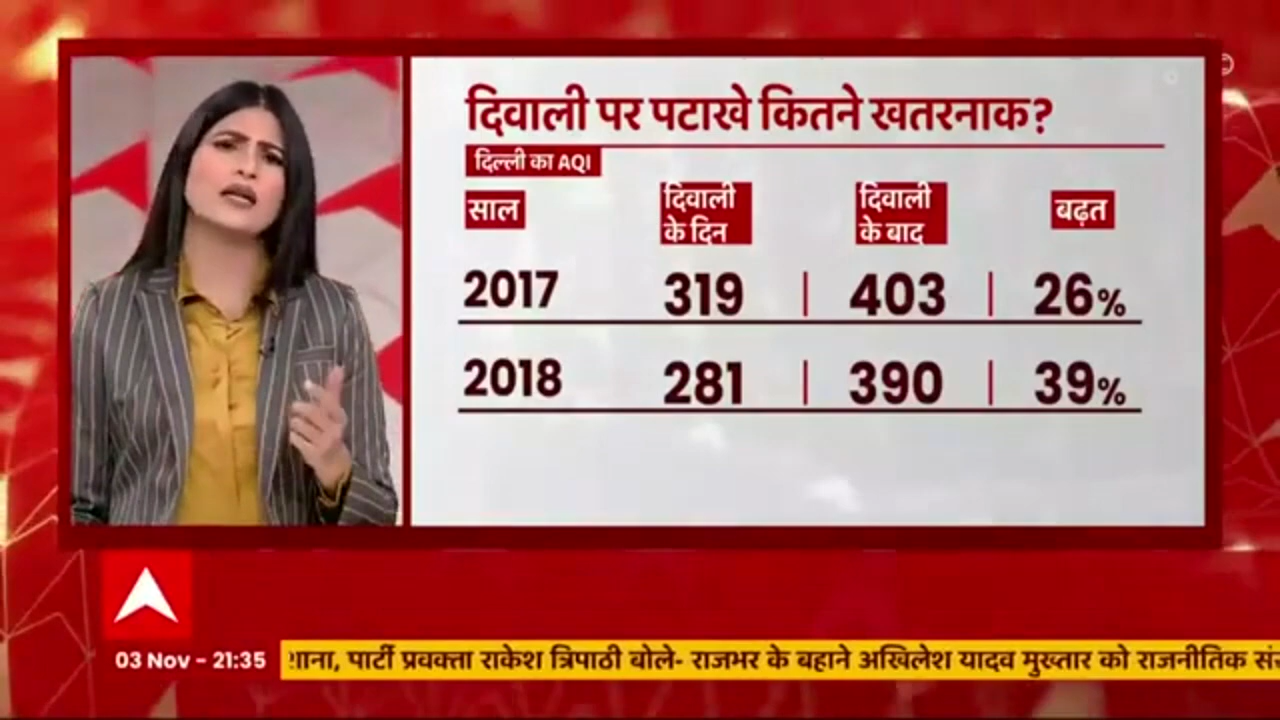 दिवाली पर पटाखे कितने खतरनाक?
दिल्ली का AQI
साल दिवाली के दिन दिवाली के बाद बढ़त
2017 319 403 26%
2018 281 390 39%
03 Nov - 21:35
पार्टी प्रवक्ता राकेश त्रिपाठी बोले- राजभर के बहाने अखिलेश यादव मुख्तार को राजनीतिक